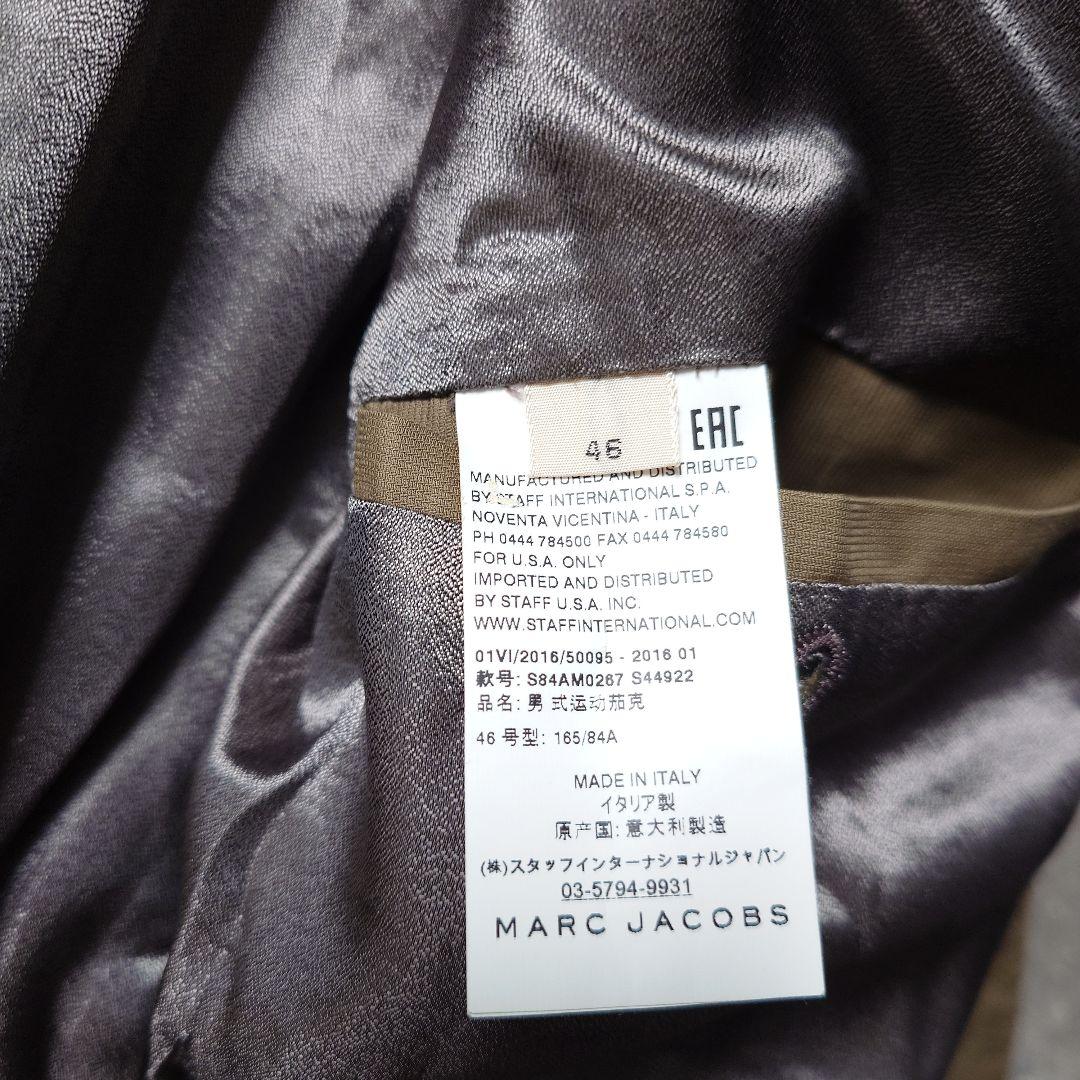 46
EAC
MANUFACTURED AND DISTRIBUTED
BY STAFF INTERNATIONAL S.P.A.
NOVENTA VICENTINA - ITALY
PH 0444 784500 FAX 0444 784580
FOR U.S.A. ONLY
IMPORTED AND DISTRIBUTED
BY STAFF U.S.A. INC.
WWW.STAFFINTERNATIONAL.COM
01VI/2016/50095 - 2016 01
款号: S84AM0267 S44922
品名: 男式运动茄克
46 号型: 165/84A
MADE IN ITALY
イタリア製
原产国: 意大利製造
(株)スタッフインターナショナルジャパン
03-5794-9931
MARC JACOBS